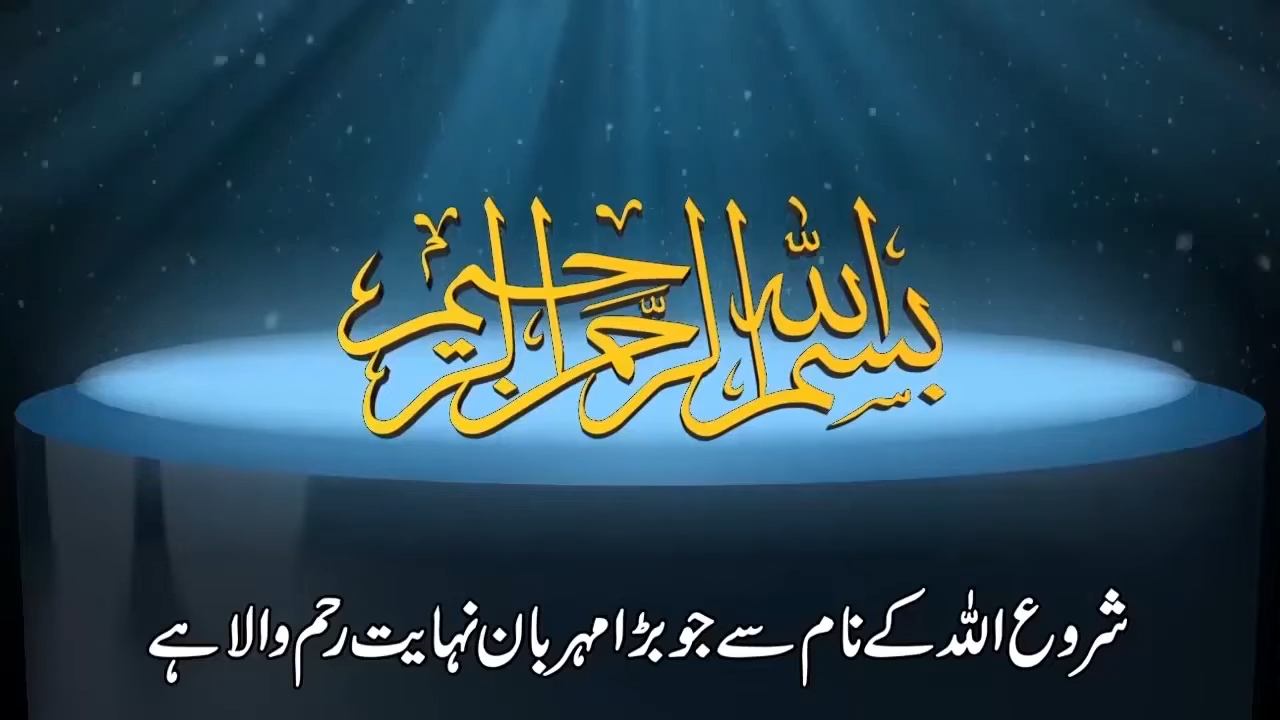 بسم الله الرحمن الرحيم
شروع اللہ کے نام سے جو بڑا مہربان نہایت رحم والا ہے